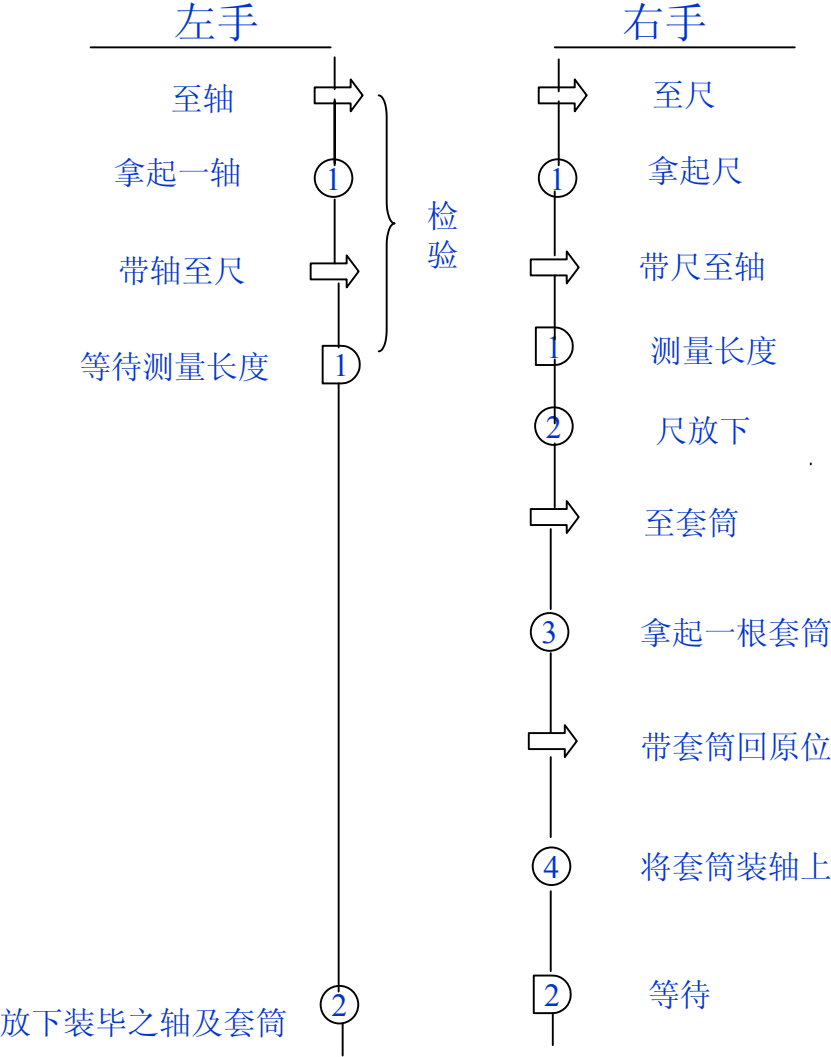 左手
右手
至轴
至尺
拿起一轴
1
1
拿起尺
检
验
带轴至尺
带尺至轴
等待测量长度
1
1
测量长度
2
尺放下
至套筒
3
拿起一根套筒
带套筒回原位
4
将套筒装轴上
放下装毕之轴及套筒
2
2
等待